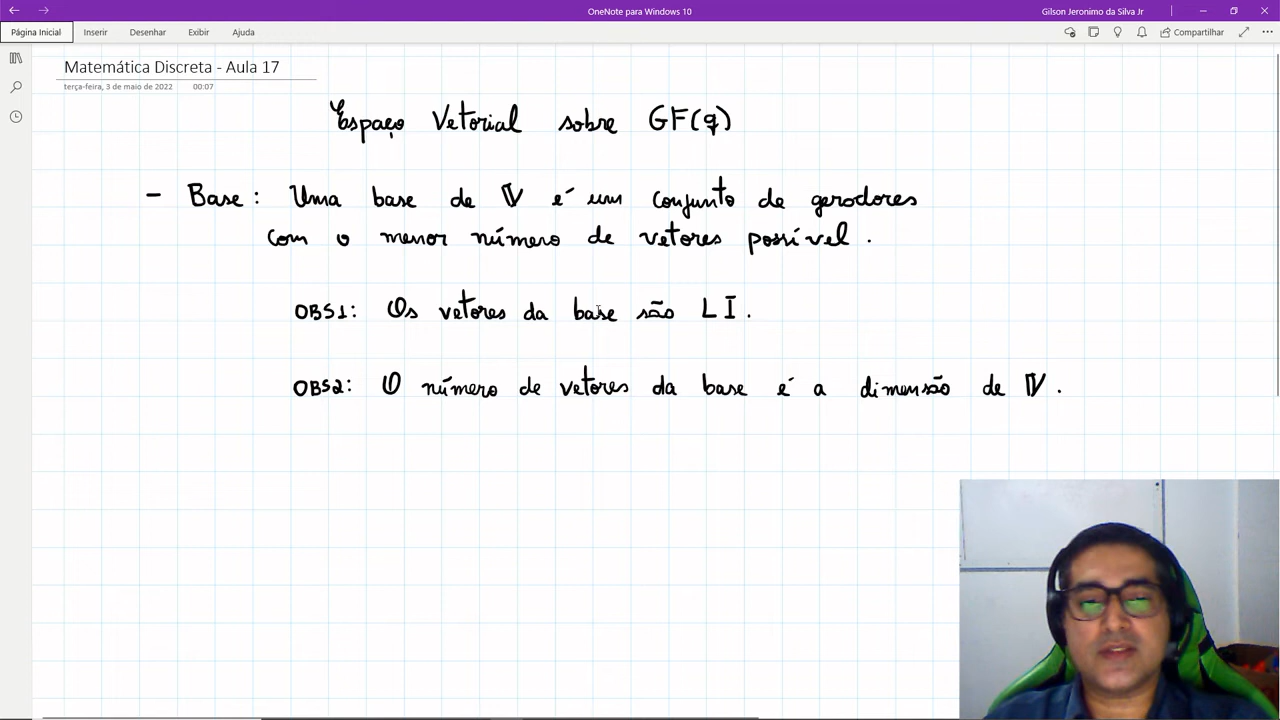 OneNote para Windows 10
Gilson Jeronimo da Silva Jr
Página Inicial Inserir Desenhar Exibir Ajuda
Compartilhar
Matemática Discreta - Aula 17
terça-feira, 3 de maio de 2022 00:07
Espaço Vetorial sobre GF(q)
- Base: Uma base de 𝕍 é um conjunto de geradores
com o menor número de vetores possível.
OBS1: Os vetores da base são LI.
OBS2: O número de vetores da base é a dimensão de 𝕍.